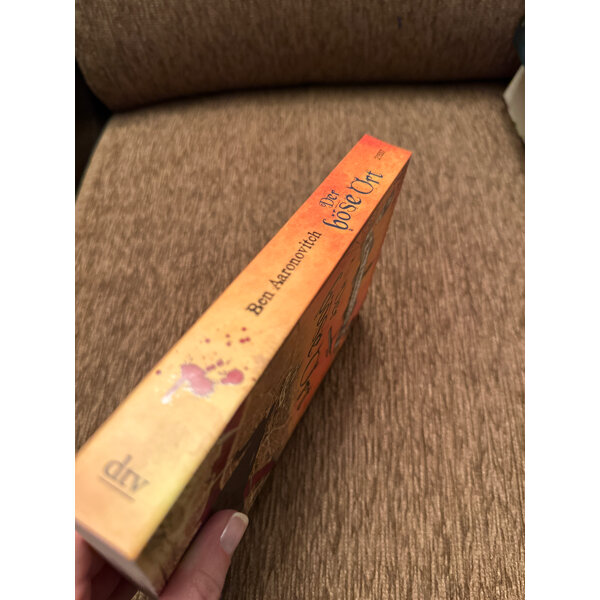 Der
böse Ort
Ben Aaronovitch
dtv